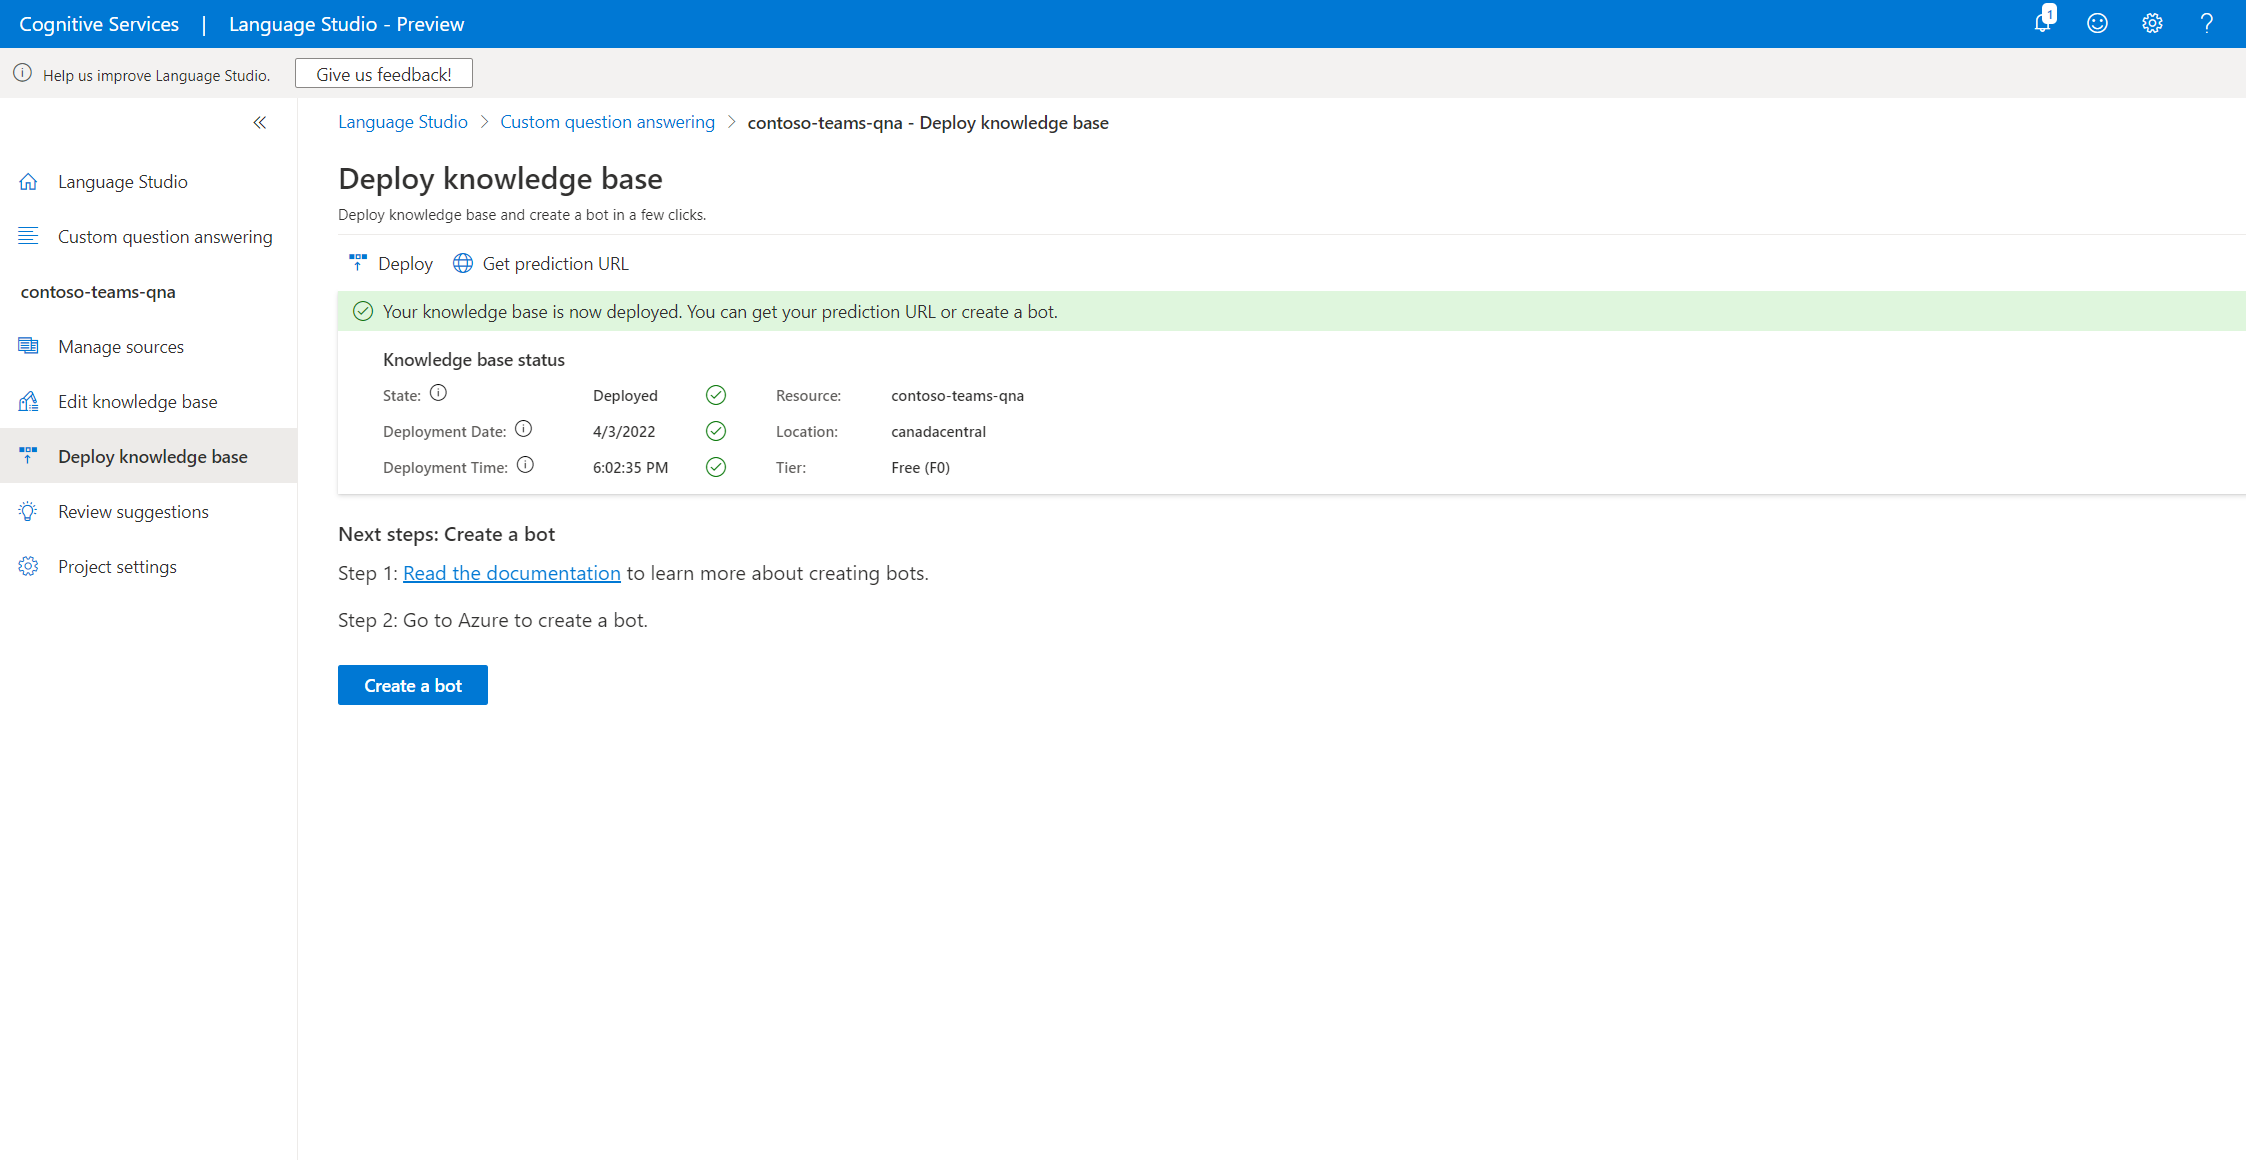 Cognitive Services | Language Studio - Preview
1
Help us improve Language Studio. Give us feedback!
Language Studio > Custom question answering > contoso-teams-qna - Deploy knowledge base
Language Studio
Custom question answering
contoso-teams-qna
Manage sources
Edit knowledge base
Deploy knowledge base
Review suggestions
Project settings
Deploy knowledge base
Deploy knowledge base and create a bot in a few clicks.
Deploy Get prediction URL
Your knowledge base is now deployed. You can get your prediction URL or create a bot.
Knowledge base status
State: Deployed Resource: contoso-teams-qna
Deployment Date: 4/3/2022 Location: canadacentral
Deployment Time: 6:02:35 PM Tier: Free (F0)
Next steps: Create a bot
Step 1: Read the documentation to learn more about creating bots.
Step 2: Go to Azure to create a bot.
Create a bot